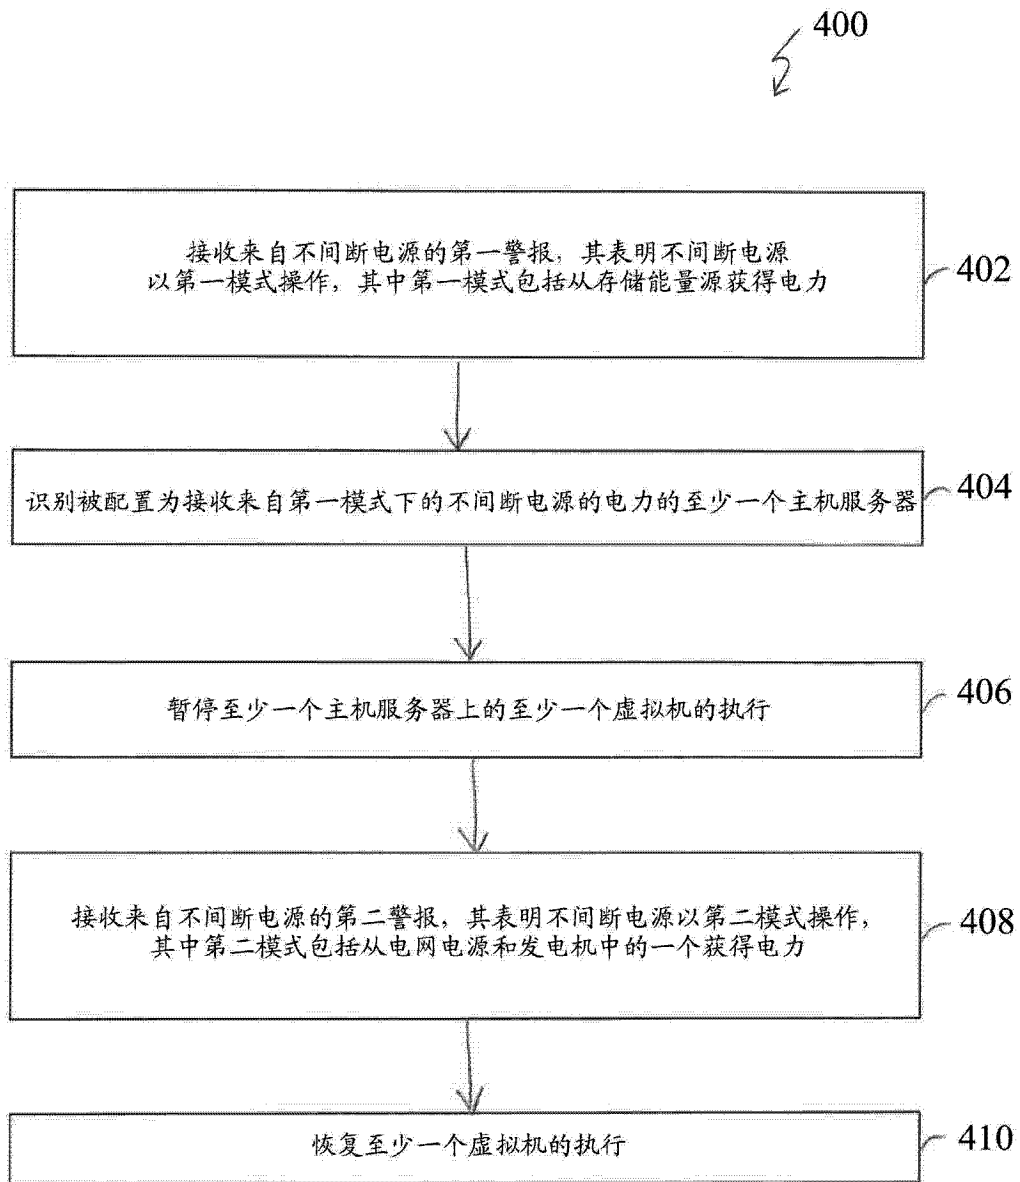 400
接收来自不间断电源的第一警报，其表明不间断电源
以第一模式操作，其中第一模式包括从存储能量源获得电力
402
识别被配置为接收来自第一模式下的不间断电源的电力的至少一个主机服务器
404
暂停至少一个主机服务器上的至少一个虚拟机的执行
406
接收来自不间断电源的第二警报，其表明不间断电源以第二模式操作，
其中第二模式包括从电网电源和发电机中的一个获得电力
408
恢复至少一个虚拟机的执行
410